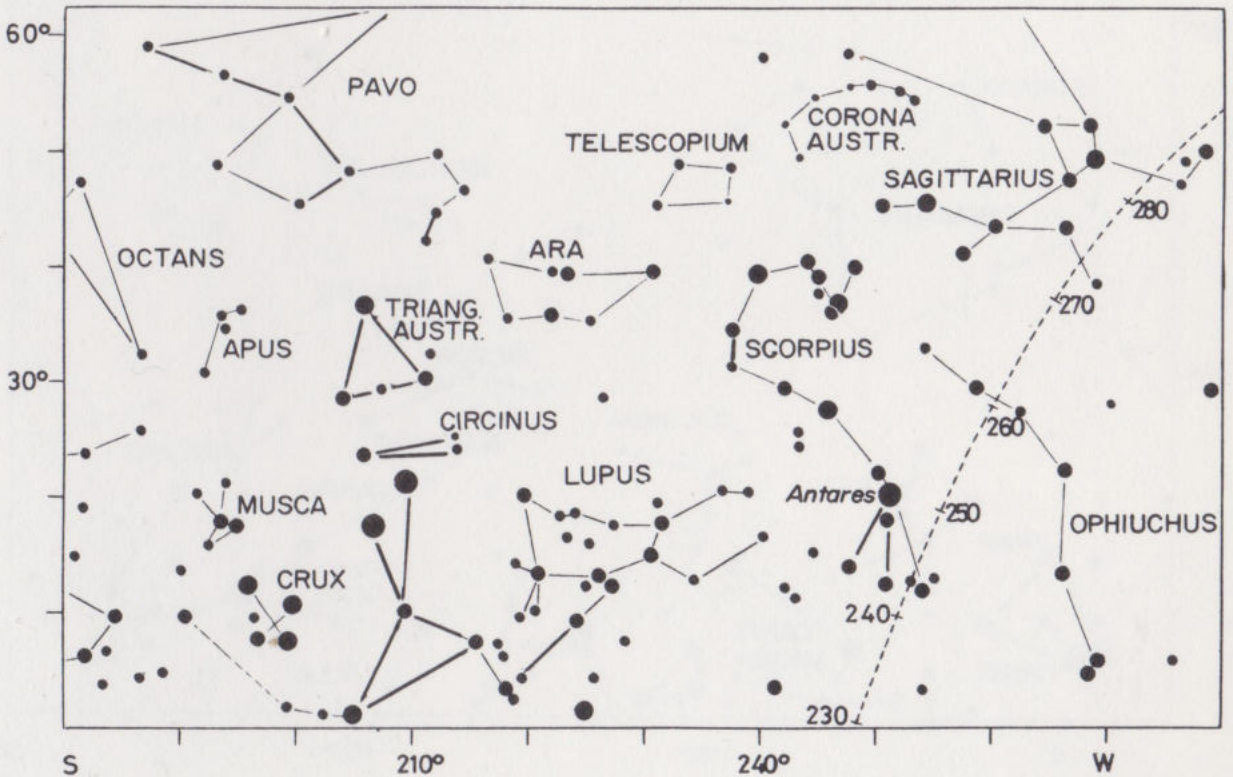 60°
PAVO
CORONA
AUSTR.
TELESCOPIUM
SAGITTARIUS
280
OCTANS
ARA
270
TRIANG.
AUSTR.
APUS
SCORPIUS
30°
260
CIRCINUS
LUPUS
Antares
250
MUSCA
OPHIUCHUS
CRUX
240
230
S
210°
240°
W